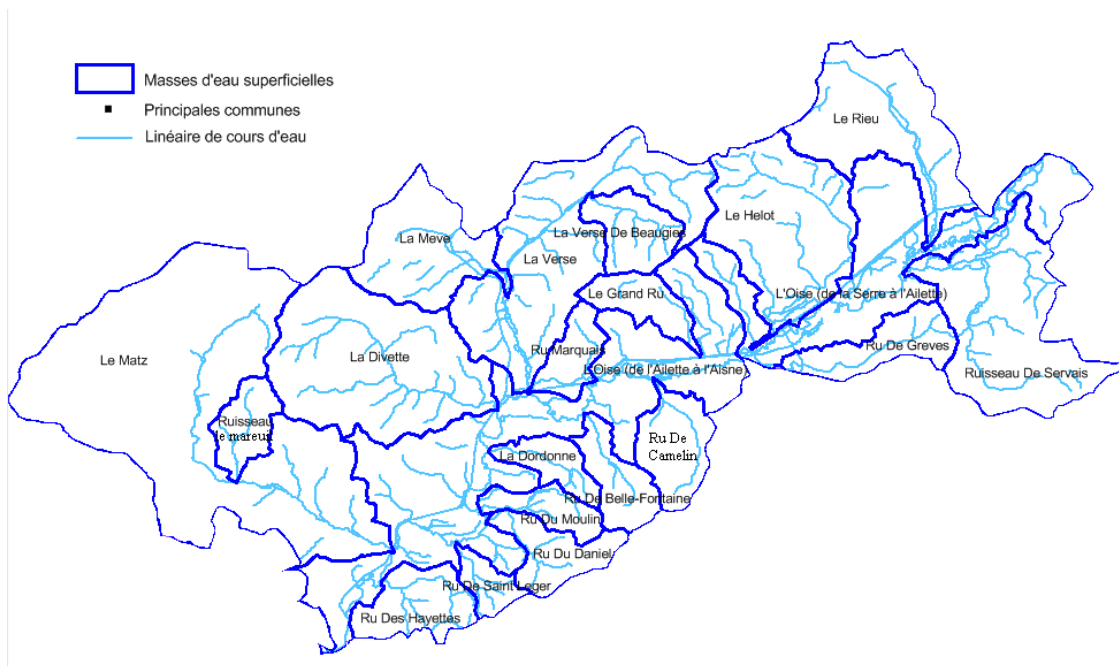 Masses d'eau superficielles
Principales communes
Linéaire de cours d'eau
Le Rieu
Le Helot
La Verse De Beaugies
La Meve
La Verse
Le Grand Rû
L'Oise (de la Serre à l'Ailette)
Le Matz
La Divette
Ru Marquais
L'Oise (de l'Ailette à l'Aisne)
Ru De Greves
Ruisseau De Servais
Ruisseau
le mareuil
Ru De
Camelin
La Dordonne
Ru De Belle-Fontaine
Ru Du Moulin
Ru Du Daniel
Ru De Saint Leger
Ru Des Hayettes